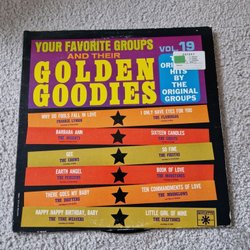 YOUR FAVORITE GROUPS
AND THEIR
GOLDEN
GOODIES
VOL. 19
HITS
BY THE
ORIGINAL
GROUPS
WHY DO FOOLS FALL IN LOVE
FRANKIE LYMON
I ONLY HAVE EYES FOR YOU
THE FLAMINGOS
BARBARA ANN
THE REGENTS
SIXTEEN CANDLES
THE CRESTS
GEE
THE CROWS
SO FINE
THE FIESTAS
EARTH ANGEL
THE PENGUINS
BOOK OF LOVE
THE MONOTONES
THERE GOES MY BABY
THE DRIFTERS
TEN COMMANDMENTS OF LOVE
THE MOONGLOWS
HAPPY, HAPPY BIRTHDAY, BABY
THE TUNE WEAVERS
LITTLE GIRL OF MINE
THE CLEFTONES